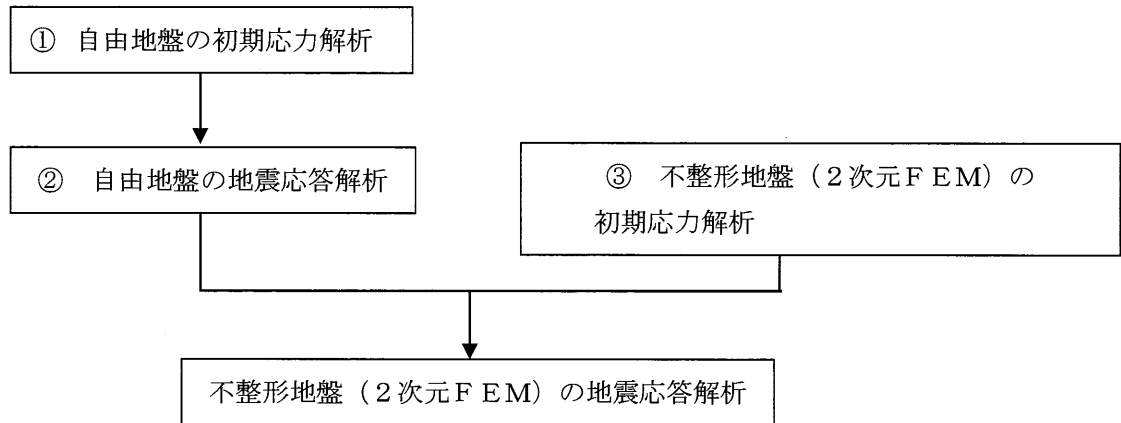 ① 自由地盤の初期応力解析
② 自由地盤の地震応答解析
③ 不整形地盤（２次元ＦＥＭ）の
初期応力解析
不整形地盤（２次元ＦＥＭ）の地震応答解析